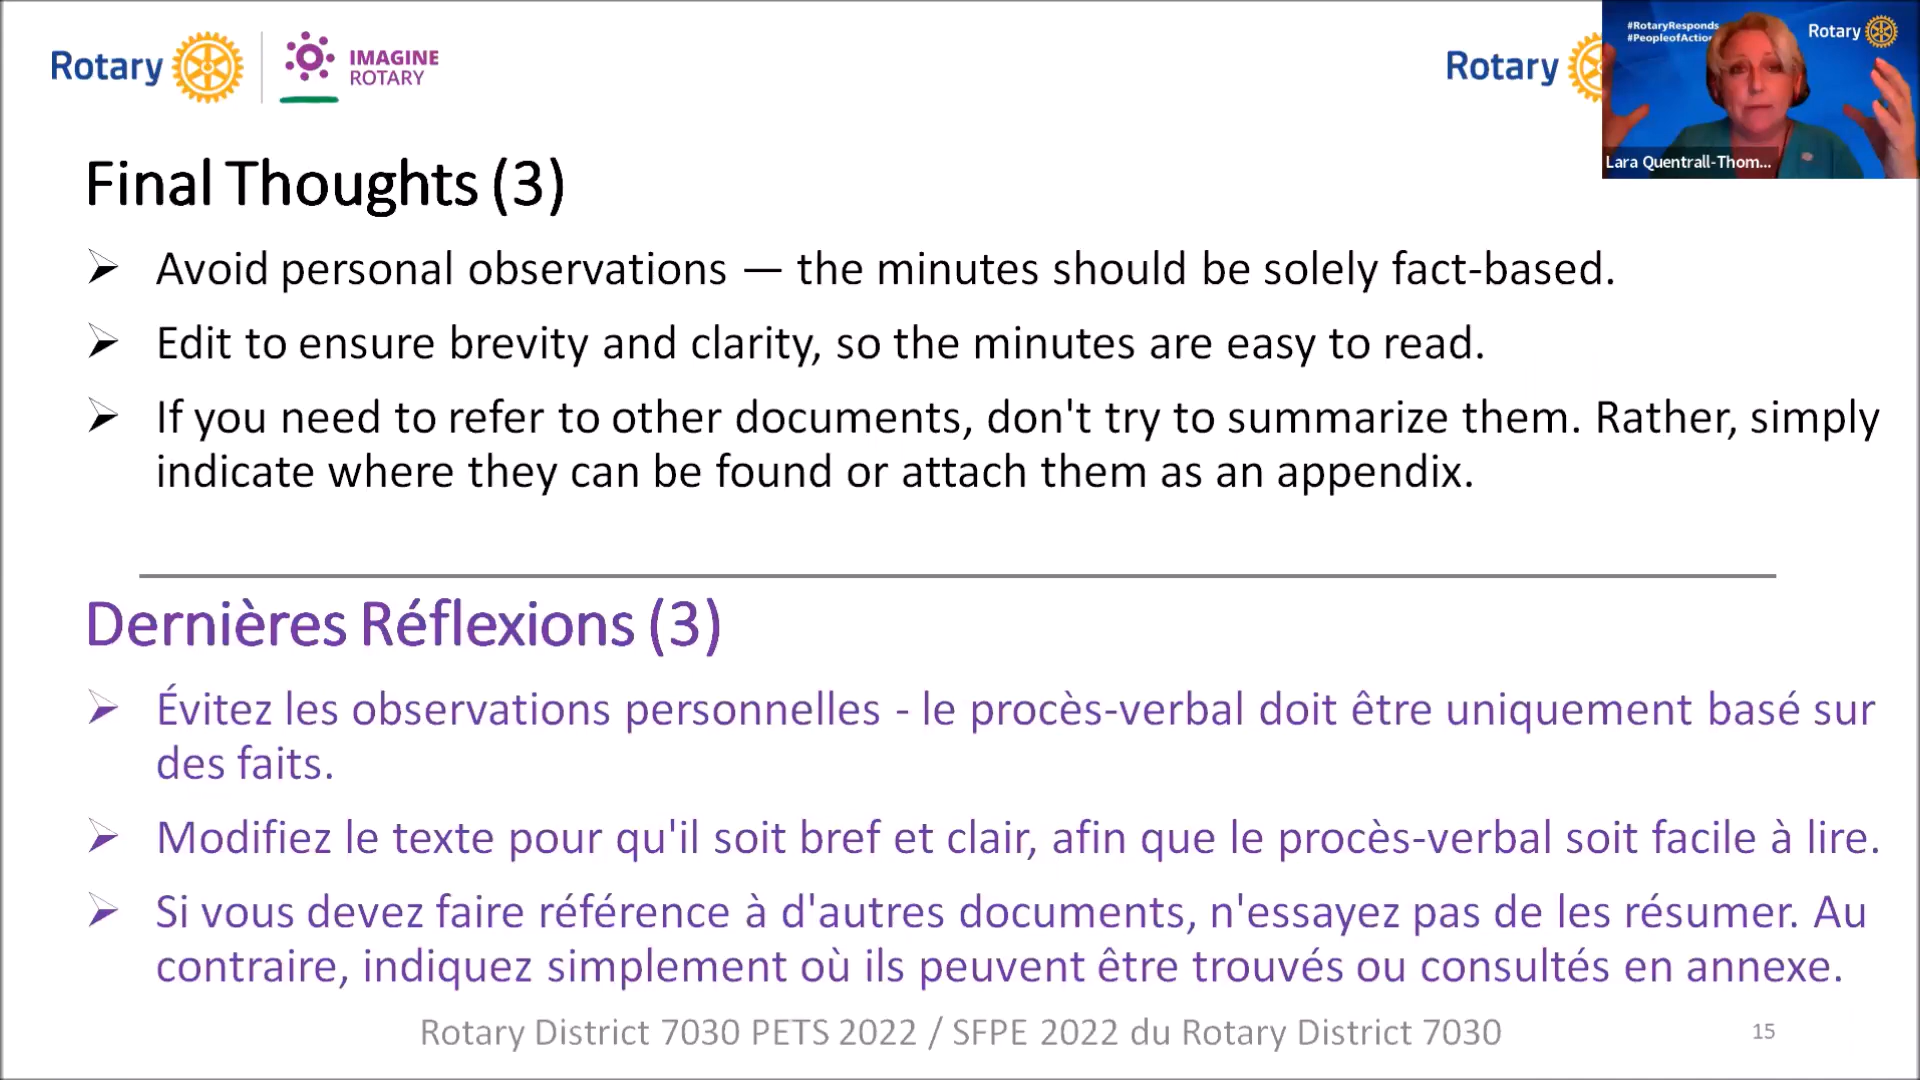 Rotary
IMAGINE
ROTARY
Rotary
#RotaryResponds
#PeopleofActio
Rotary
Lara Quentrall-Thom...
Final Thoughts (3)
➢ Avoid personal observations — the minutes should be solely fact-based.
➢ Edit to ensure brevity and clarity, so the minutes are easy to read.
➢ If you need to refer to other documents, don't try to summarize them. Rather, simply
indicate where they can be found or attach them as an appendix.
Dernières Réflexions (3)
➢ Évitez les observations personnelles - le procès-verbal doit être uniquement basé sur
des faits.
➢ Modifiez le texte pour qu'il soit bref et clair, afin que le procès-verbal soit facile à lire.
➢ Si vous devez faire référence à d'autres documents, n'essayez pas de les résumer. Au
contraire, indiquez simplement où ils peuvent être trouvés ou consultés en annexe.
Rotary District 7030 PETS 2022 / SFPE 2022 du Rotary District 7030
15